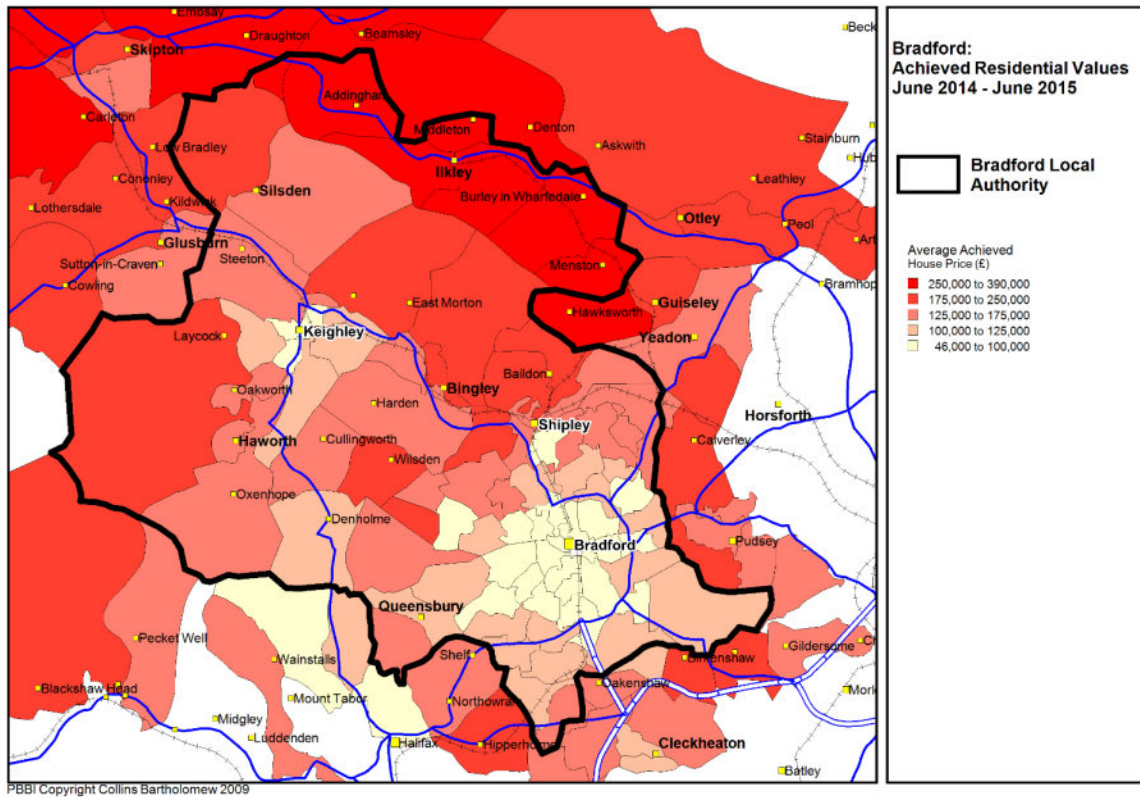 Embsay
Draughton
Beamsley
Beck
Skipton
Addingham
Carleton
Middleton
Denton
Stainburn
Low Bradley
Askwith
Hub
Ilkley
Cononley
Leathley
Silsden
Burley in Wharfedale
Lothersdale
Kildwick
Otley
Pool
Glusburn
Art
Steeton
Sutton-in-Craven
Menston
Cowling
Bramhop
East Morton
Guiseley
Hawksworth
Keighley
Laycock
Yeadon
Baildon
Bingley
Oakworth
Harden
Horsforth
Shipley
Haworth
Cullingworth
Calverley
Wilsden
Oxenhope
Denholme
Bradford
Pudsey
Queensbury
Pecket Well
Gildersome
Shelf
Birkenshaw
Wainstalls
Blackshaw Head
Oakenshaw
Mount Tabor
Northowram
Morle
Midgley
Luddenden
Halifax
Hipperholme
Cleckheaton
Batley
PBBI Copyright Collins Bartholomew 2009
Bradford:
Achieved Residential Values
June 2014 - June 2015
Bradford Local
Authority
Average Achieved
House Price (£)
250,000 to 390,000
175,000 to 250,000
125,000 to 175,000
100,000 to 125,000
46,000 to 100,000